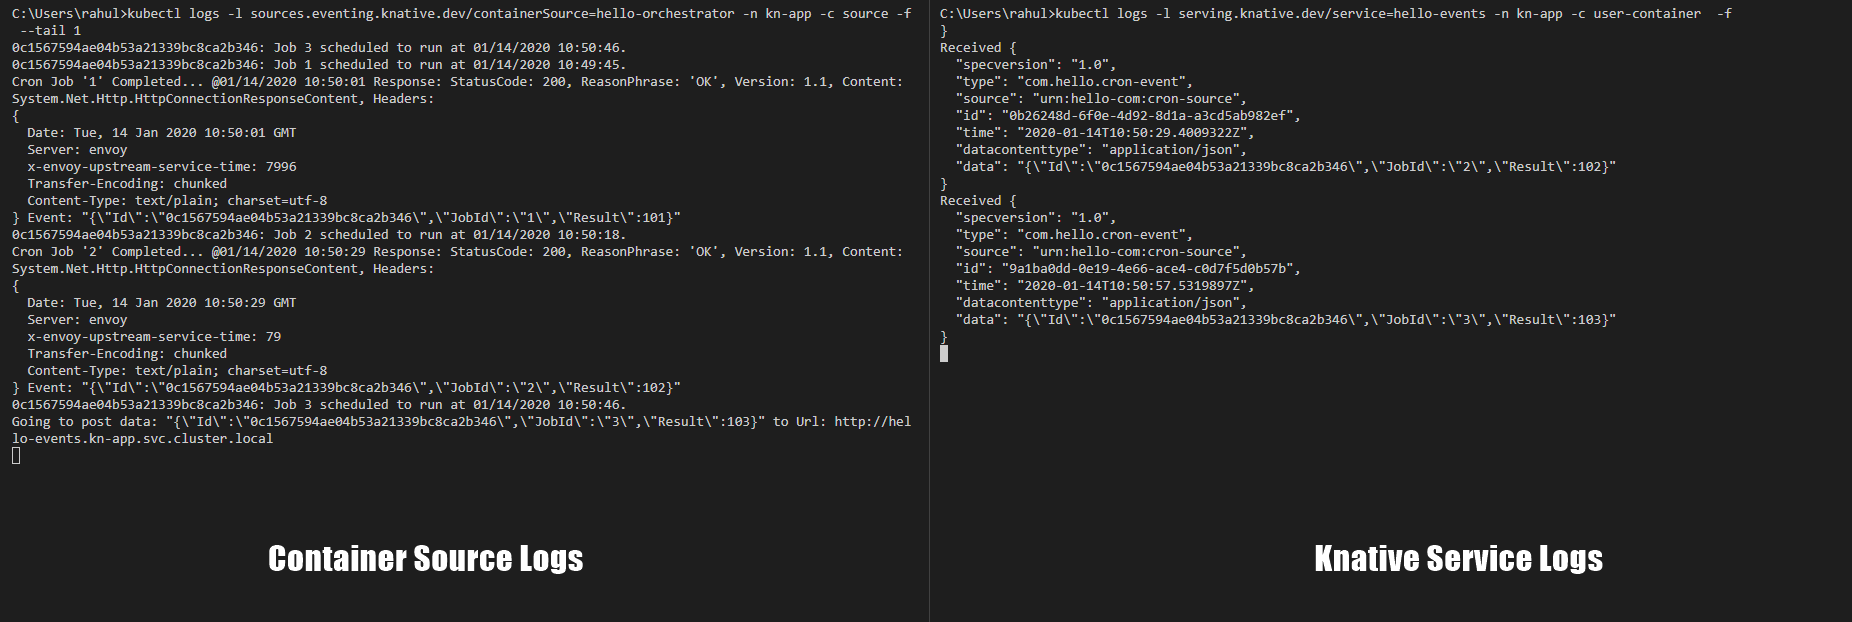 C:\Users\rahul>kubectl logs -l sources.eventing.knative.dev/containerSource=hello-orchestrator -n kn-app -c source -f
--tail 1
0c1567594ae04b53a21339bc8ca2b346: Job 3 scheduled to run at 01/14/2020 10:50:46.
0c1567594ae04b53a21339bc8ca2b346: Job 1 scheduled to run at 01/14/2020 10:49:45.
Cron Job '1' Completed... @01/14/2020 10:50:01 Response: StatusCode: 200, ReasonPhrase: 'OK', Version: 1.1, Content:
System.Net.Http.HttpConnectionResponseContent, Headers:
{
  Date: Tue, 14 Jan 2020 10:50:01 GMT
  Server: envoy
  x-envoy-upstream-service-time: 7996
  Transfer-Encoding: chunked
  Content-Type: text/plain; charset=utf-8
} Event: "{\"Id\":\"0c1567594ae04b53a21339bc8ca2b346\",\"JobId\":\"1\",\"Result\":101}"
0c1567594ae04b53a21339bc8ca2b346: Job 2 scheduled to run at 01/14/2020 10:50:18.
Cron Job '2' Completed... @01/14/2020 10:50:29 Response: StatusCode: 200, ReasonPhrase: 'OK', Version: 1.1, Content:
System.Net.Http.HttpConnectionResponseContent, Headers:
{
  Date: Tue, 14 Jan 2020 10:50:29 GMT
  Server: envoy
  x-envoy-upstream-service-time: 79
  Transfer-Encoding: chunked
  Content-Type: text/plain; charset=utf-8
} Event: "{\"Id\":\"0c1567594ae04b53a21339bc8ca2b346\",\"JobId\":\"2\",\"Result\":102}"
0c1567594ae04b53a21339bc8ca2b346: Job 3 scheduled to run at 01/14/2020 10:50:46.
Going to post data: "{\"Id\":\"0c1567594ae04b53a21339bc8ca2b346\",\"JobId\":\"3\",\"Result\":103}" to Url: http://hel
lo-events.kn-app.svc.cluster.local
Container Source Logs
C:\Users\rahul>kubectl logs -l serving.knative.dev/service=hello-events -n kn-app -c user-container  -f
}
Received {
  "specversion": "1.0",
  "type": "com.hello.cron-event",
  "source": "urn:hello-com:cron-source",
  "id": "0b26248d-6f0e-4d92-8d1a-a3cd5ab982ef",
  "time": "2020-01-14T10:50:29.4009322Z",
  "datacontenttype": "application/json",
  "data": "{\"Id\":\"0c1567594ae04b53a21339bc8ca2b346\",\"JobId\":\"2\",\"Result\":102}"
}
Received {
  "specversion": "1.0",
  "type": "com.hello.cron-event",
  "source": "urn:hello-com:cron-source",
  "id": "9a1ba0dd-0e19-4e66-ace4-c0d7f5d0b57b",
  "time": "2020-01-14T10:50:57.5319897Z",
  "datacontenttype": "application/json",
  "data": "{\"Id\":\"0c1567594ae04b53a21339bc8ca2b346\",\"JobId\":\"3\",\"Result\":103}"
}
Knative Service Logs